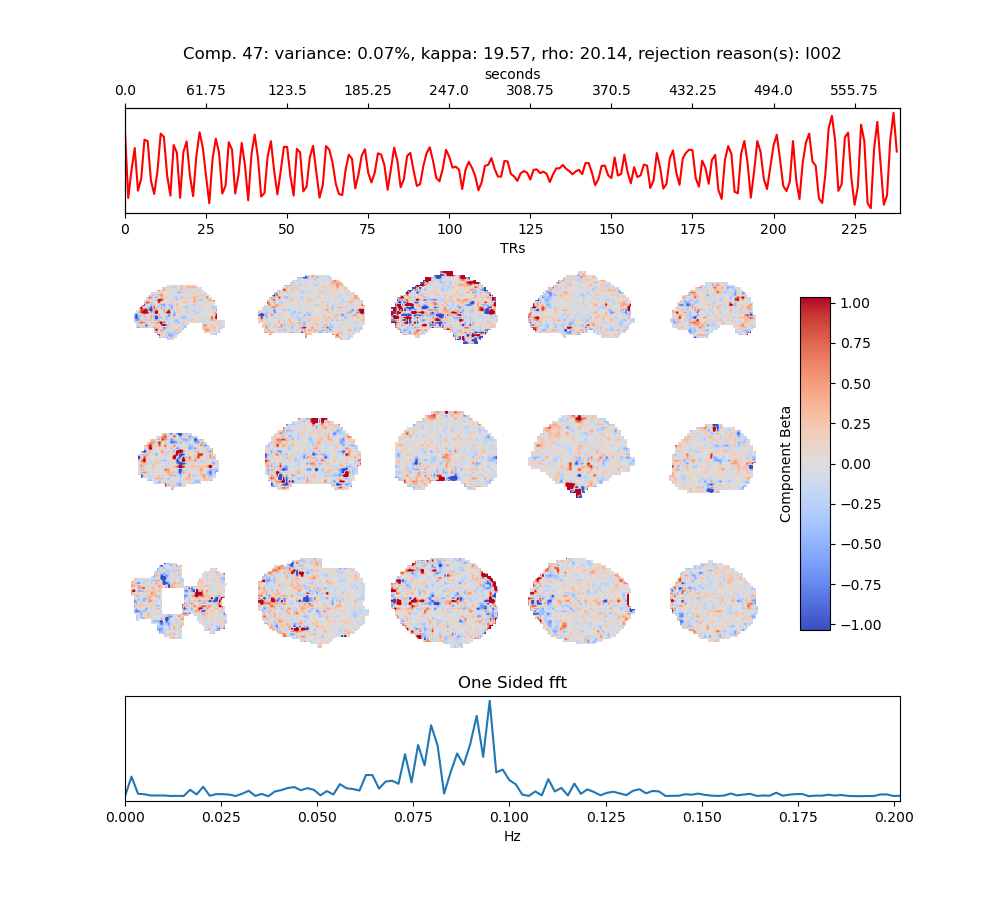 Comp. 47: variance: 0.07%, kappa: 19.57, rho: 20.14, rejection reason(s): I002
seconds
0.0 61.75 123.5 185.25 247.0 308.75 370.5 432.25 494.0 555.75
0 25 50 75 100 125 150 175 200 225
TRs
1.00
0.75
0.50
0.25
0.00
−0.25
−0.50
−0.75
−1.00
Component Beta
One Sided fft
0.000 0.025 0.050 0.075 0.100 0.125 0.150 0.175 0.200
Hz